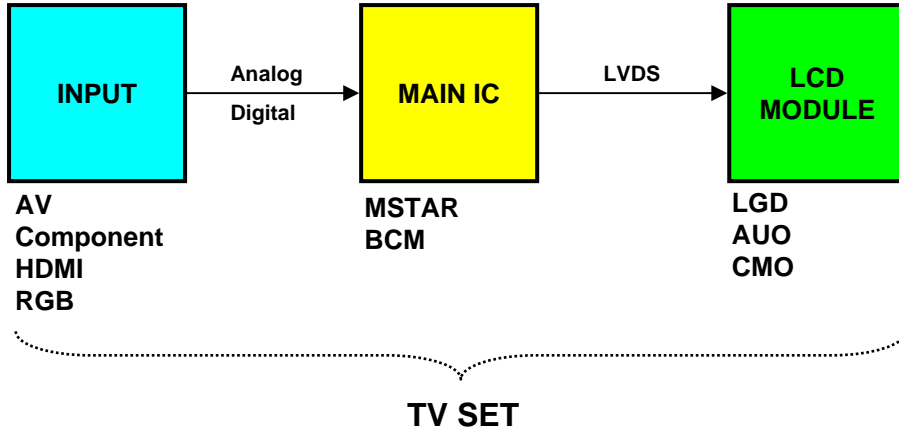 INPUT
Analog
Digital
MAIN IC
LVDS
LCD
MODULE
AV
Component
HDMI
RGB
MSTAR
BCM
LGD
AUO
CMO
TV SET